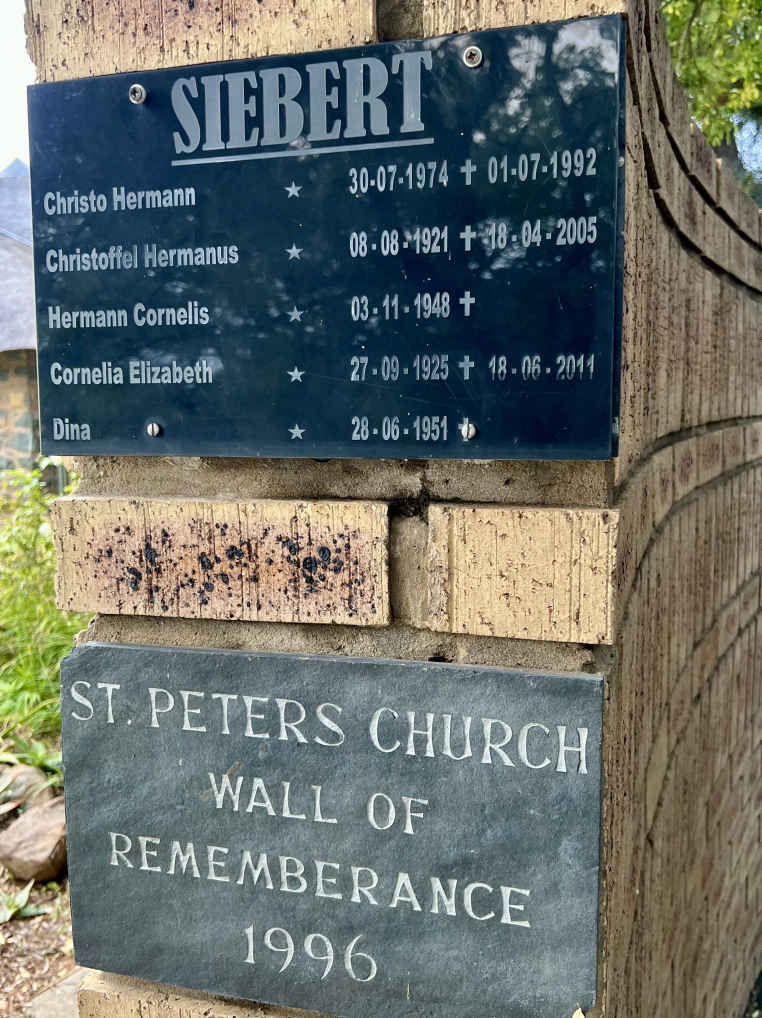 SIEBERT
Christo Hermann ★ 30-07-1974 ✝ 01-07-1992
Christoffel Hermanus ★ 08-08-1921 ✝ 18-04-2005
Hermann Cornelis ★ 03-11-1948 ✝
Cornelia Elizabeth ★ 27-09-1925 ✝ 18-06-2011
Dina ★ 28-06-1951 ✝
ST. PETERS CHURCH
WALL OF
REMEMBERANCE
1996